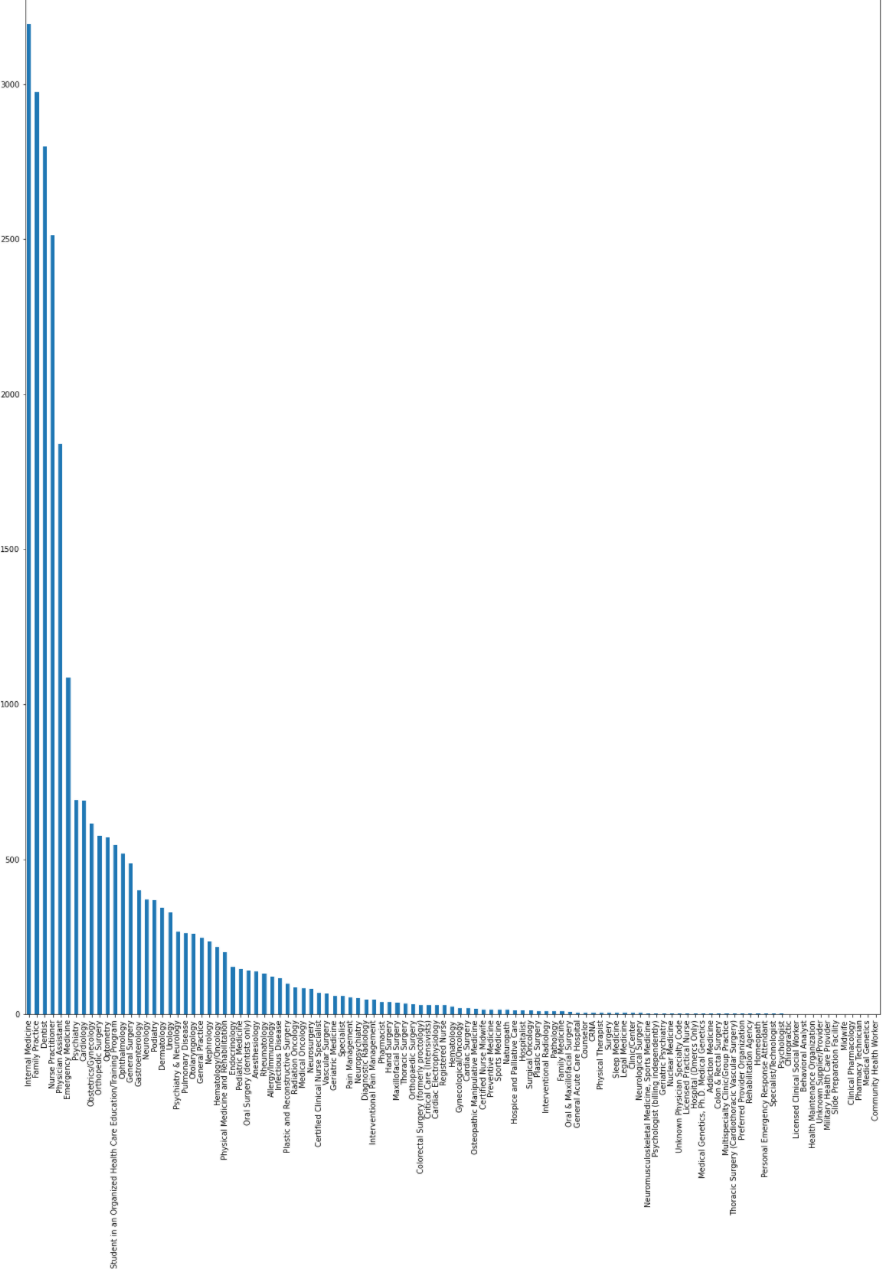 3000
2500
2000
1500
1000
500
0
Internal Medicine
Family Practice
Dentist
Nurse Practitioner
Physician Assistant
Emergency Medicine
Psychiatry
Cardiology
Obstetrics/Gynecology
Orthopedic Surgery
Optometry
Student in an Organized Health Care Education/Training Program
Ophthalmology
General Surgery
Gastroenterology
Neurology
Podiatry
Dermatology
Urology
Psychiatry & Neurology
Pulmonary Disease
Otolaryngology
General Practice
Nephrology
Hematology/Oncology
Physical Medicine and Rehabilitation
Endocrinology
Pediatric Medicine
Oral Surgery (dentists only)
Anesthesiology
Rheumatology
Allergy/Immunology
Infectious Disease
Plastic and Reconstructive Surgery
Radiation Oncology
Medical Oncology
Neurosurgery
Certified Clinical Nurse Specialist
Vascular Surgery
Geriatric Medicine
Specialist
Pain Management
Neuropsychiatry
Diagnostic Radiology
Interventional Pain Management
Pharmacist
Hand Surgery
Maxillofacial Surgery
Thoracic Surgery
Orthopaedic Surgery
Colorectal Surgery (formerly proctology)
Critical Care (Intensivists)
Cardiac Electrophysiology
Registered Nurse
Hematology
Gynecological/Oncology
Cardiac Surgery
Osteopathic Manipulative Medicine
Certified Nurse Midwife
Preventive Medicine
Sports Medicine
Naturopath
Hospice and Palliative Care
Hospitalist
Surgical Oncology
Plastic Surgery
Interventional Radiology
Pathology
Family Medicine
Oral & Maxillofacial Surgery
General Acute Care Hospital
Counselor
CRNA
Physical Therapist
Surgery
Sleep Medicine
Legal Medicine
Clinic/Center
Neurological Surgery
Neuromusculoskeletal Medicine, Sports Medicine
Psychologist (billing independently)
Geriatric Psychiatry
Nuclear Medicine
Unknown Physician Specialty Code
Licensed Practical Nurse
Hospital (Dmercs Only)
Medical Genetics, Ph.D. Medical Genetics
Addiction Medicine
Colon & Rectal Surgery
Multispecialty Clinic/Group Practice
Thoracic Surgery (Cardiothoracic Vascular Surgery)
Preferred Provider Organization
Rehabilitation Agency
Homeopath
Personal Emergency Response Attendant
Specialist/Technologist
Psychologist
Chiropractic
Licensed Clinical Social Worker
Behavioral Analyst
Health Maintenance Organization
Unknown Supplier/Provider
Military Health Care Provider
Slide Preparation Facility
Midwife
Clinical Pharmacology
Pharmacy Technician
Medical Genetics
Community Health Worker